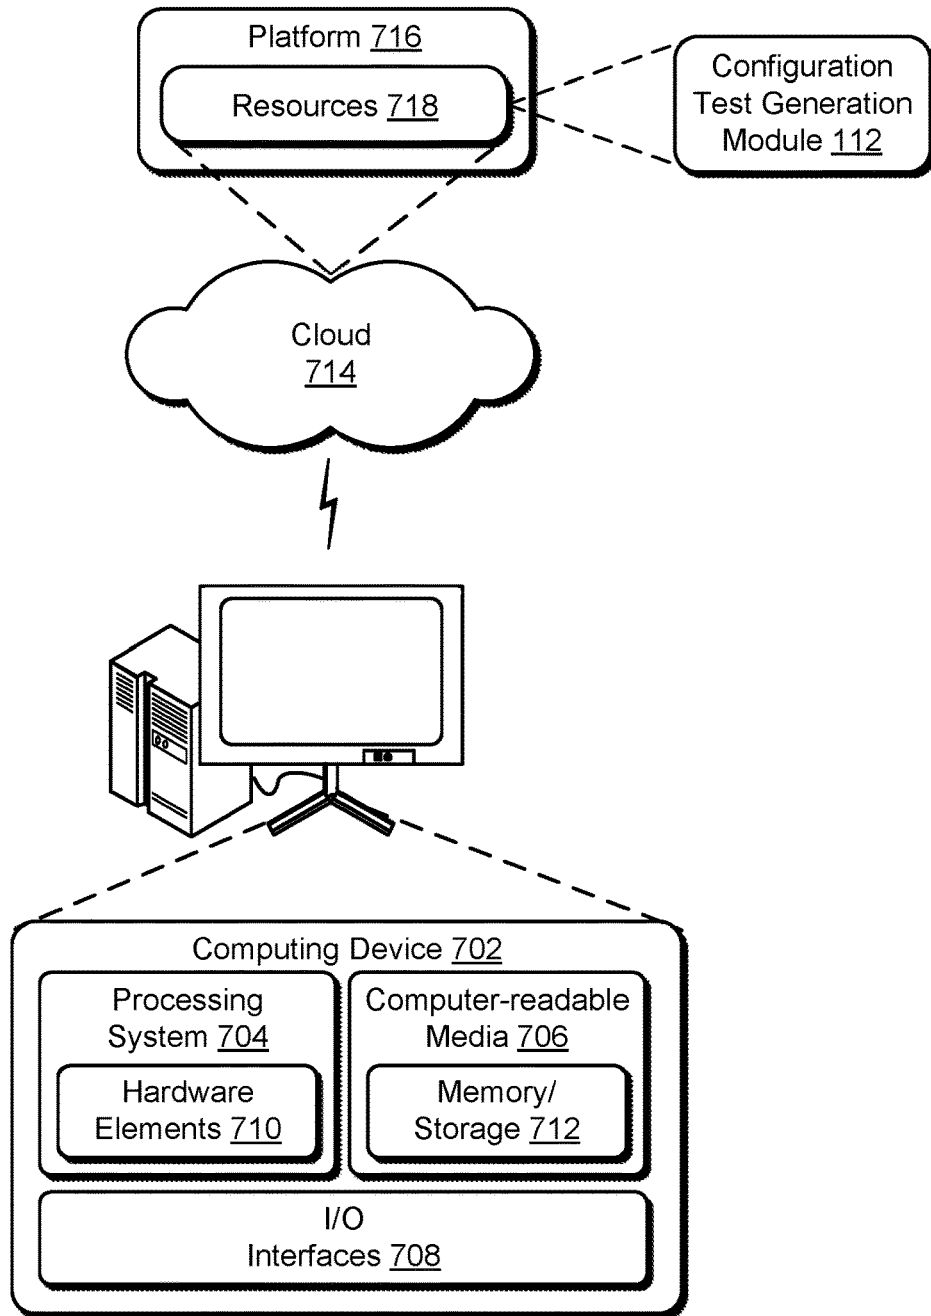 Platform 716
Resources 718
Configuration
Test Generation
Module 112
Cloud
714
Computing Device 702
Processing
System 704
Hardware
Elements 710
Computer-readable
Media 706
Memory/
Storage 712
I/O
Interfaces 708